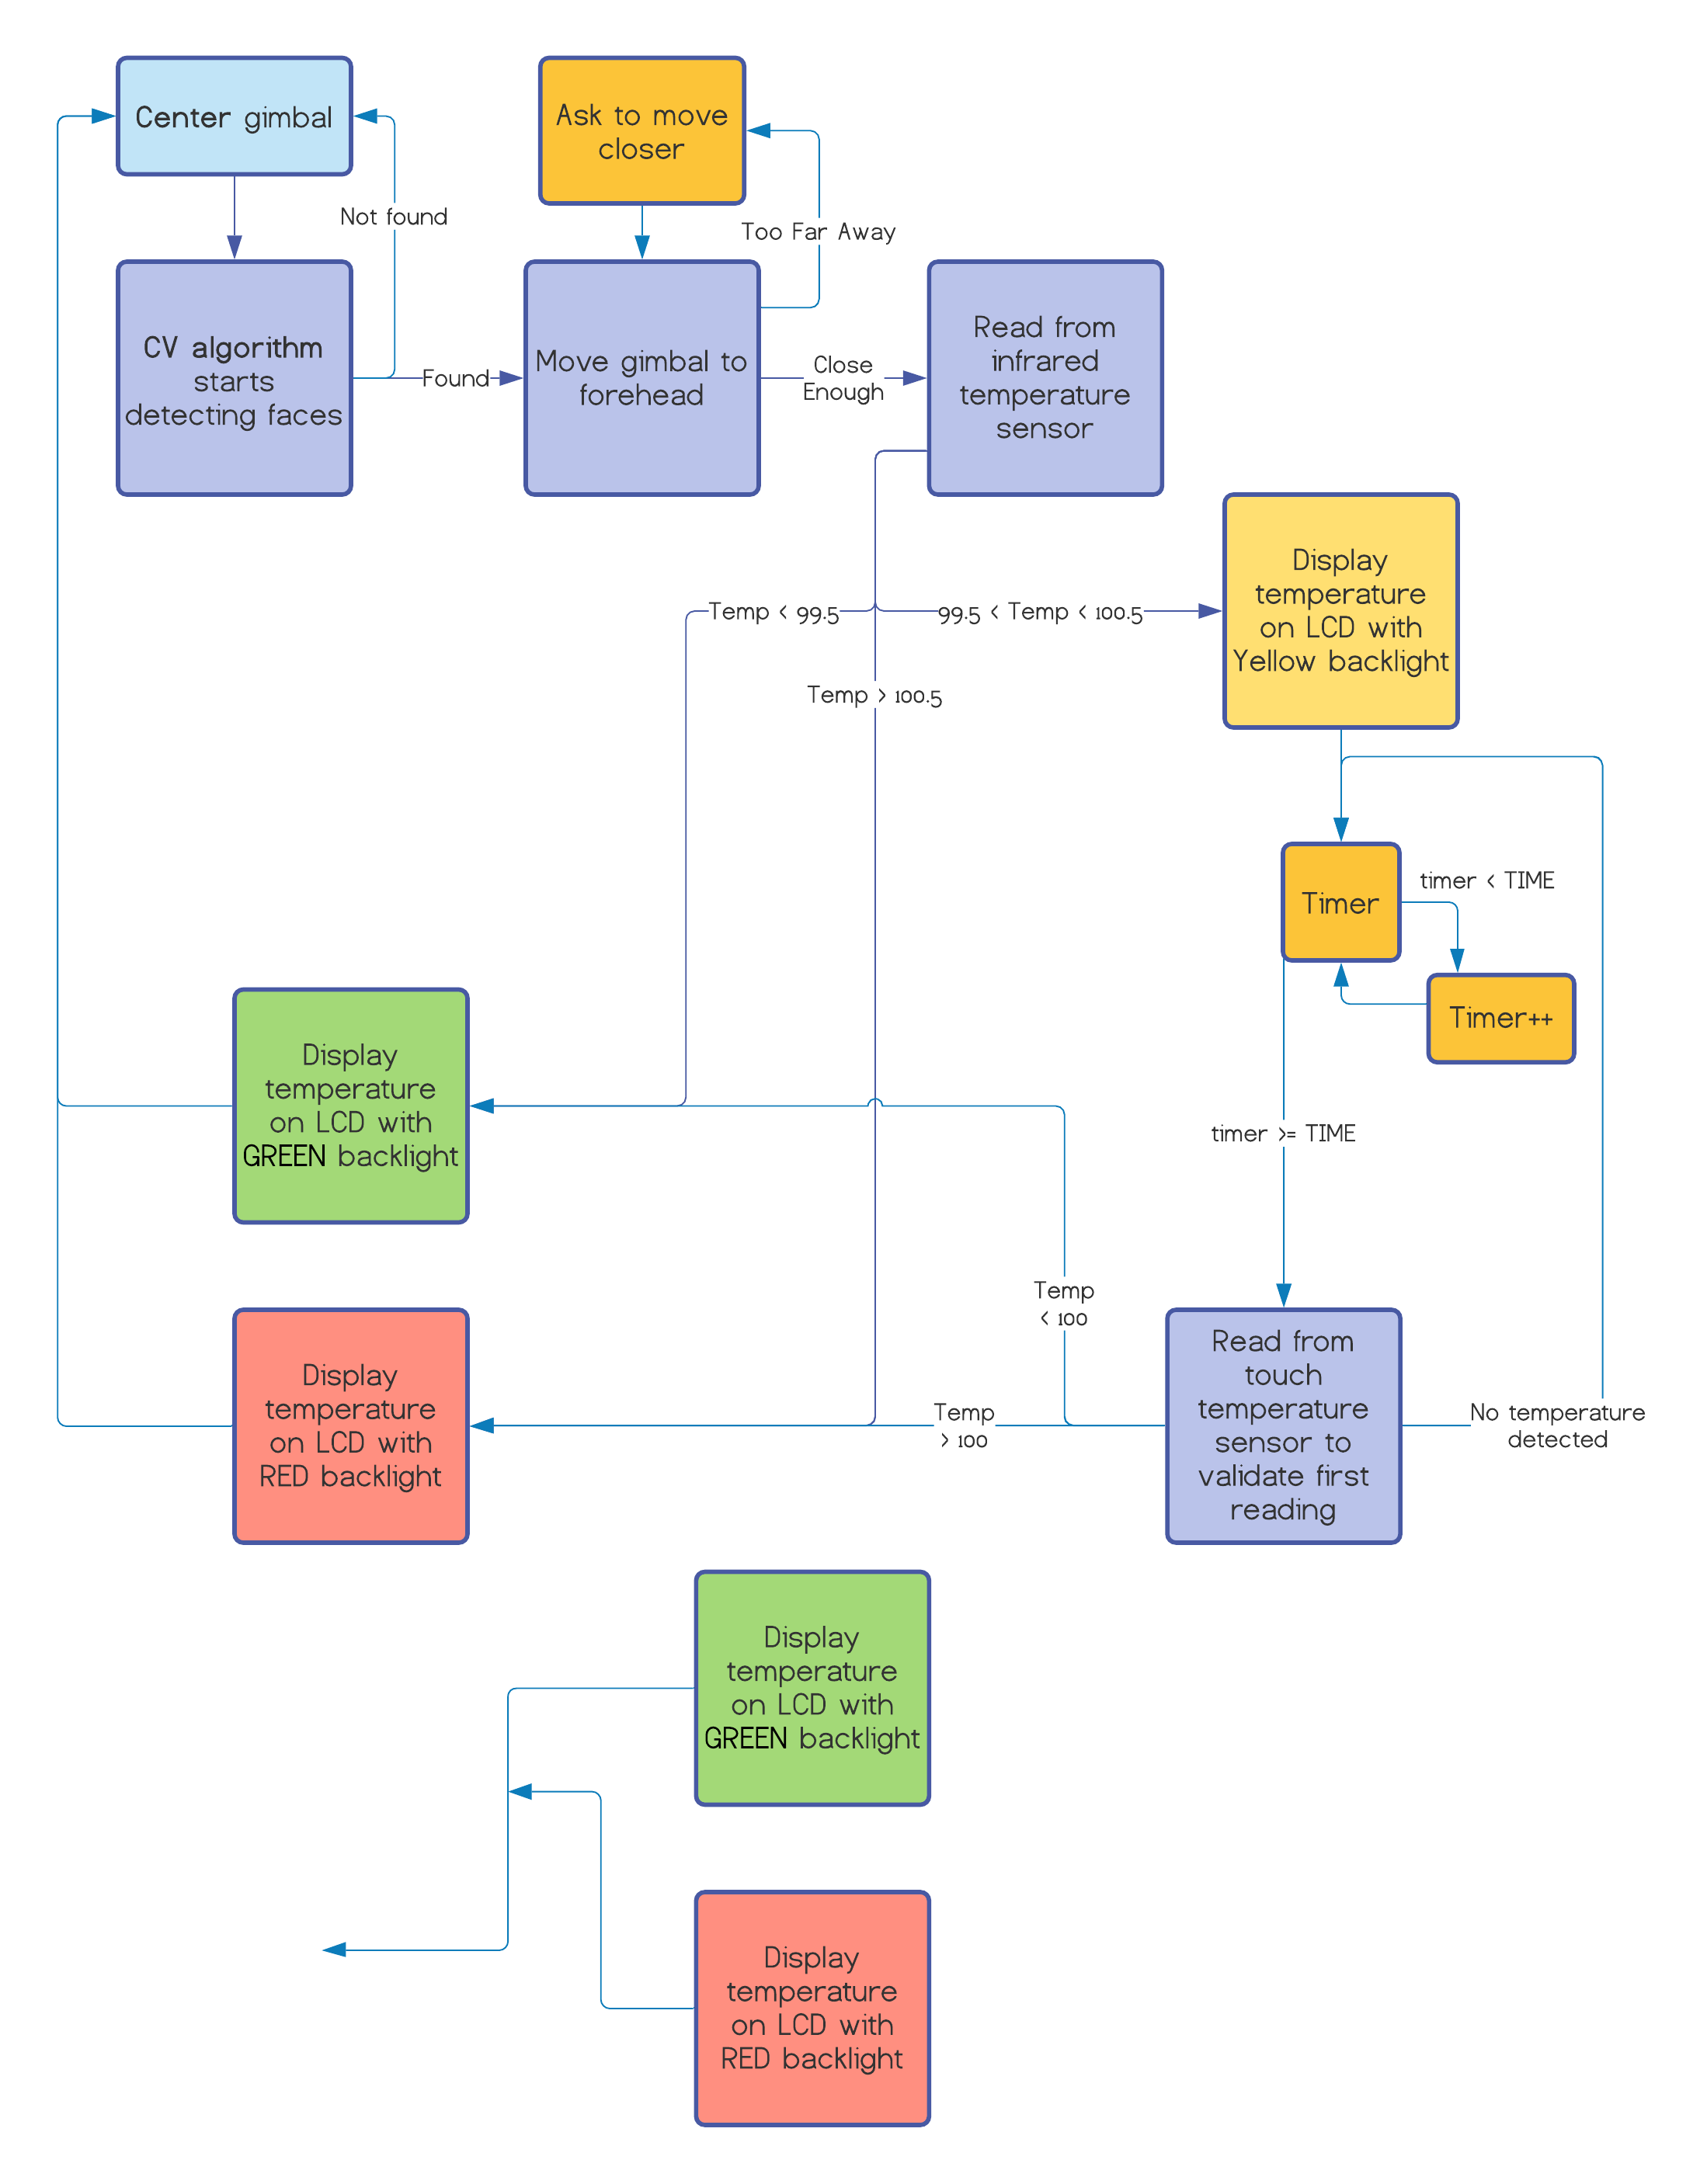 Center gimbal
Ask to move
closer
Not found
Too Far Away
CV algorithm
starts
detecting faces
Found
Move gimbal to
forehead
Close
Enough
Read from
infrared
temperature
sensor
Display
temperature
on LCD with
Yellow backlight
Temp < 99.5
99.5 < Temp < 100.5
Temp > 100.5
Timer
timer < TIME
Timer++
Display
temperature
on LCD with
GREEN backlight
timer >= TIME
Temp
< 100
Display
temperature
on LCD with
RED backlight
Temp
> 100
Read from
touch
temperature
sensor to
validate first
reading
No temperature
detected
Display
temperature
on LCD with
GREEN backlight
Display
temperature
on LCD with
RED backlight